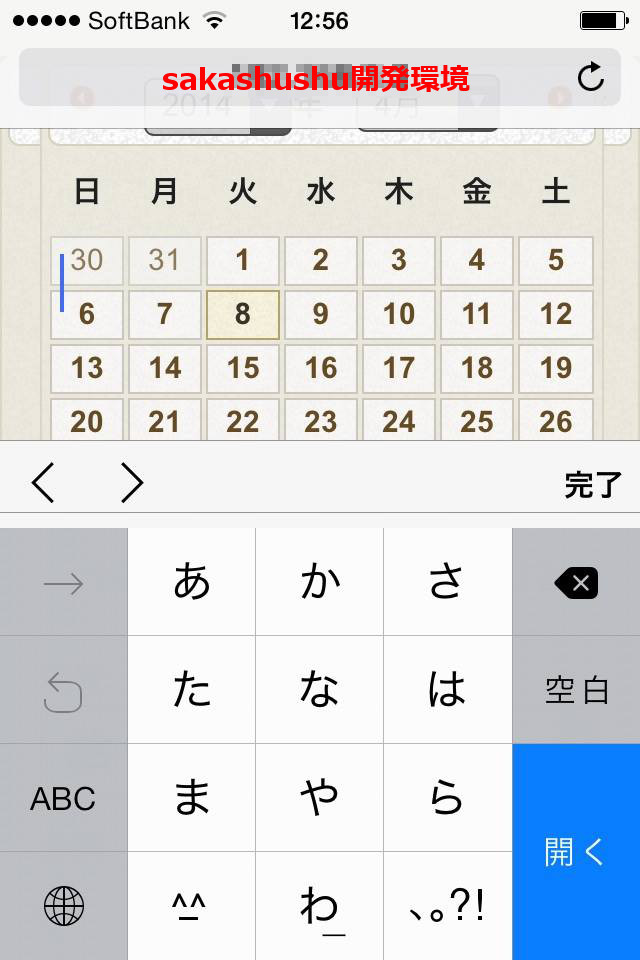 ●●●●● SoftBank 12:56
sakashushu開発環境
2014 年 4月
日 月 火 水 木 金 土
30 31 1 2 3 4 5
6 7 8 9 10 11 12
13 14 15 16 17 18 19
20 21 22 23 24 25 26
完了
→ あ か さ
た な は 空白
ABC ま や ら 開く
^_^ わ_ 、。?!